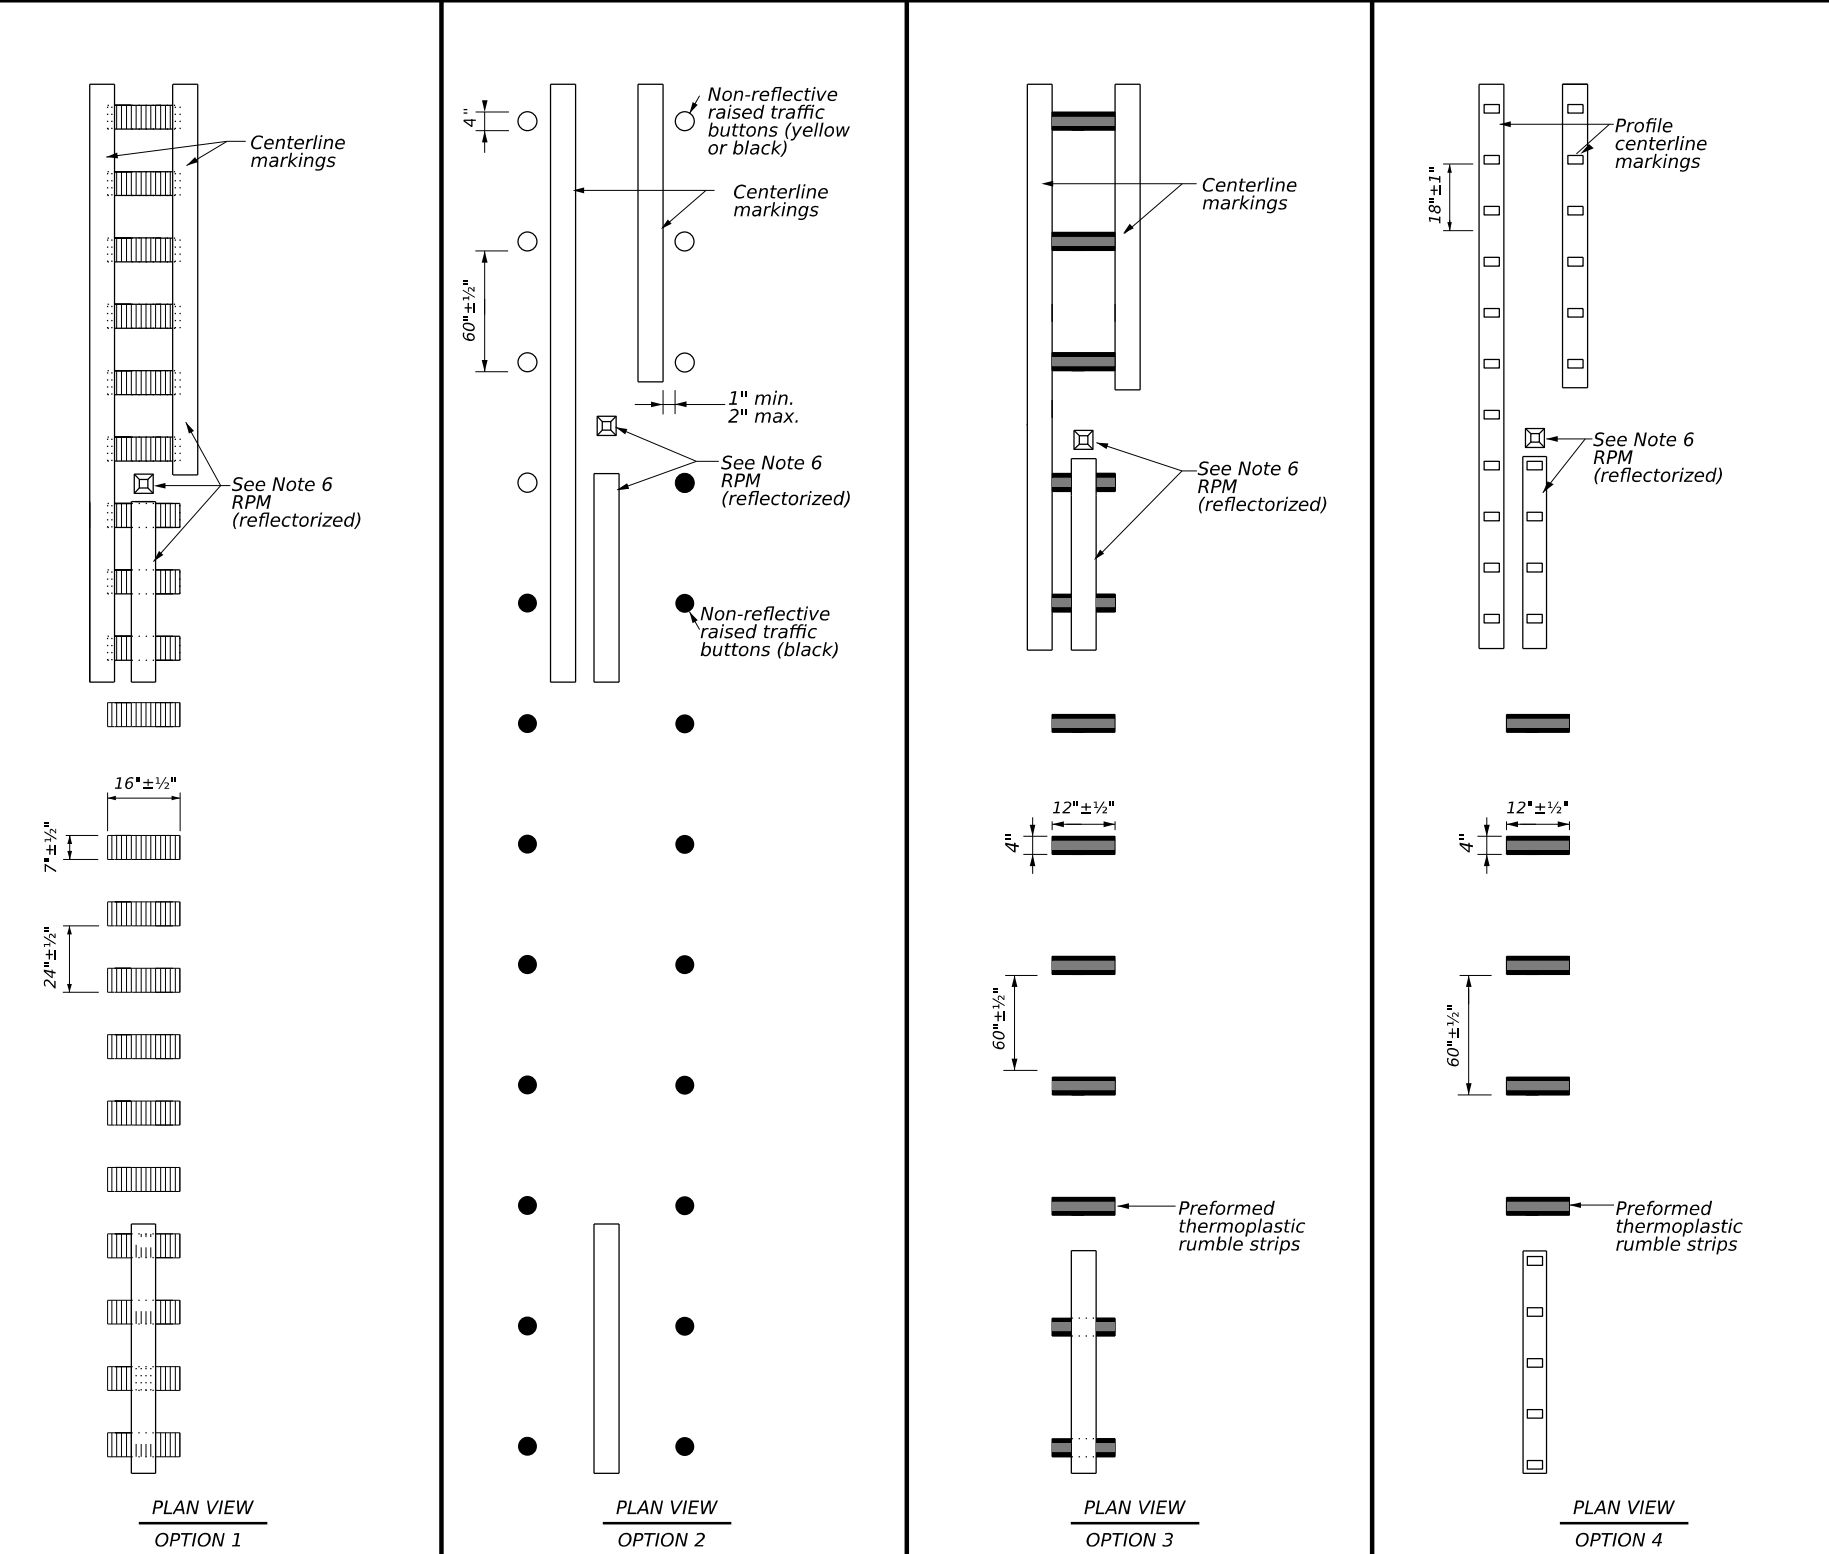 Centerline
markings
See Note 6
RPM
(reflectorized)
16"±½"
7"±½"
24"±½"
PLAN VIEW
OPTION 1
4"
Non-reflective
raised traffic
buttons (yellow
or black)
Centerline
markings
60"±½"
1" min.
2" max.
See Note 6
RPM
(reflectorized)
Non-reflective
raised traffic
buttons (black)
PLAN VIEW
OPTION 2
Centerline
markings
See Note 6
RPM
(reflectorized)
12"±½"
4"
60"±½"
Preformed
thermoplastic
rumble strips
PLAN VIEW
OPTION 3
Profile
centerline
markings
18"±1"
See Note 6
RPM
(reflectorized)
12"±½"
4"
60"±½"
Preformed
thermoplastic
rumble strips
PLAN VIEW
OPTION 4